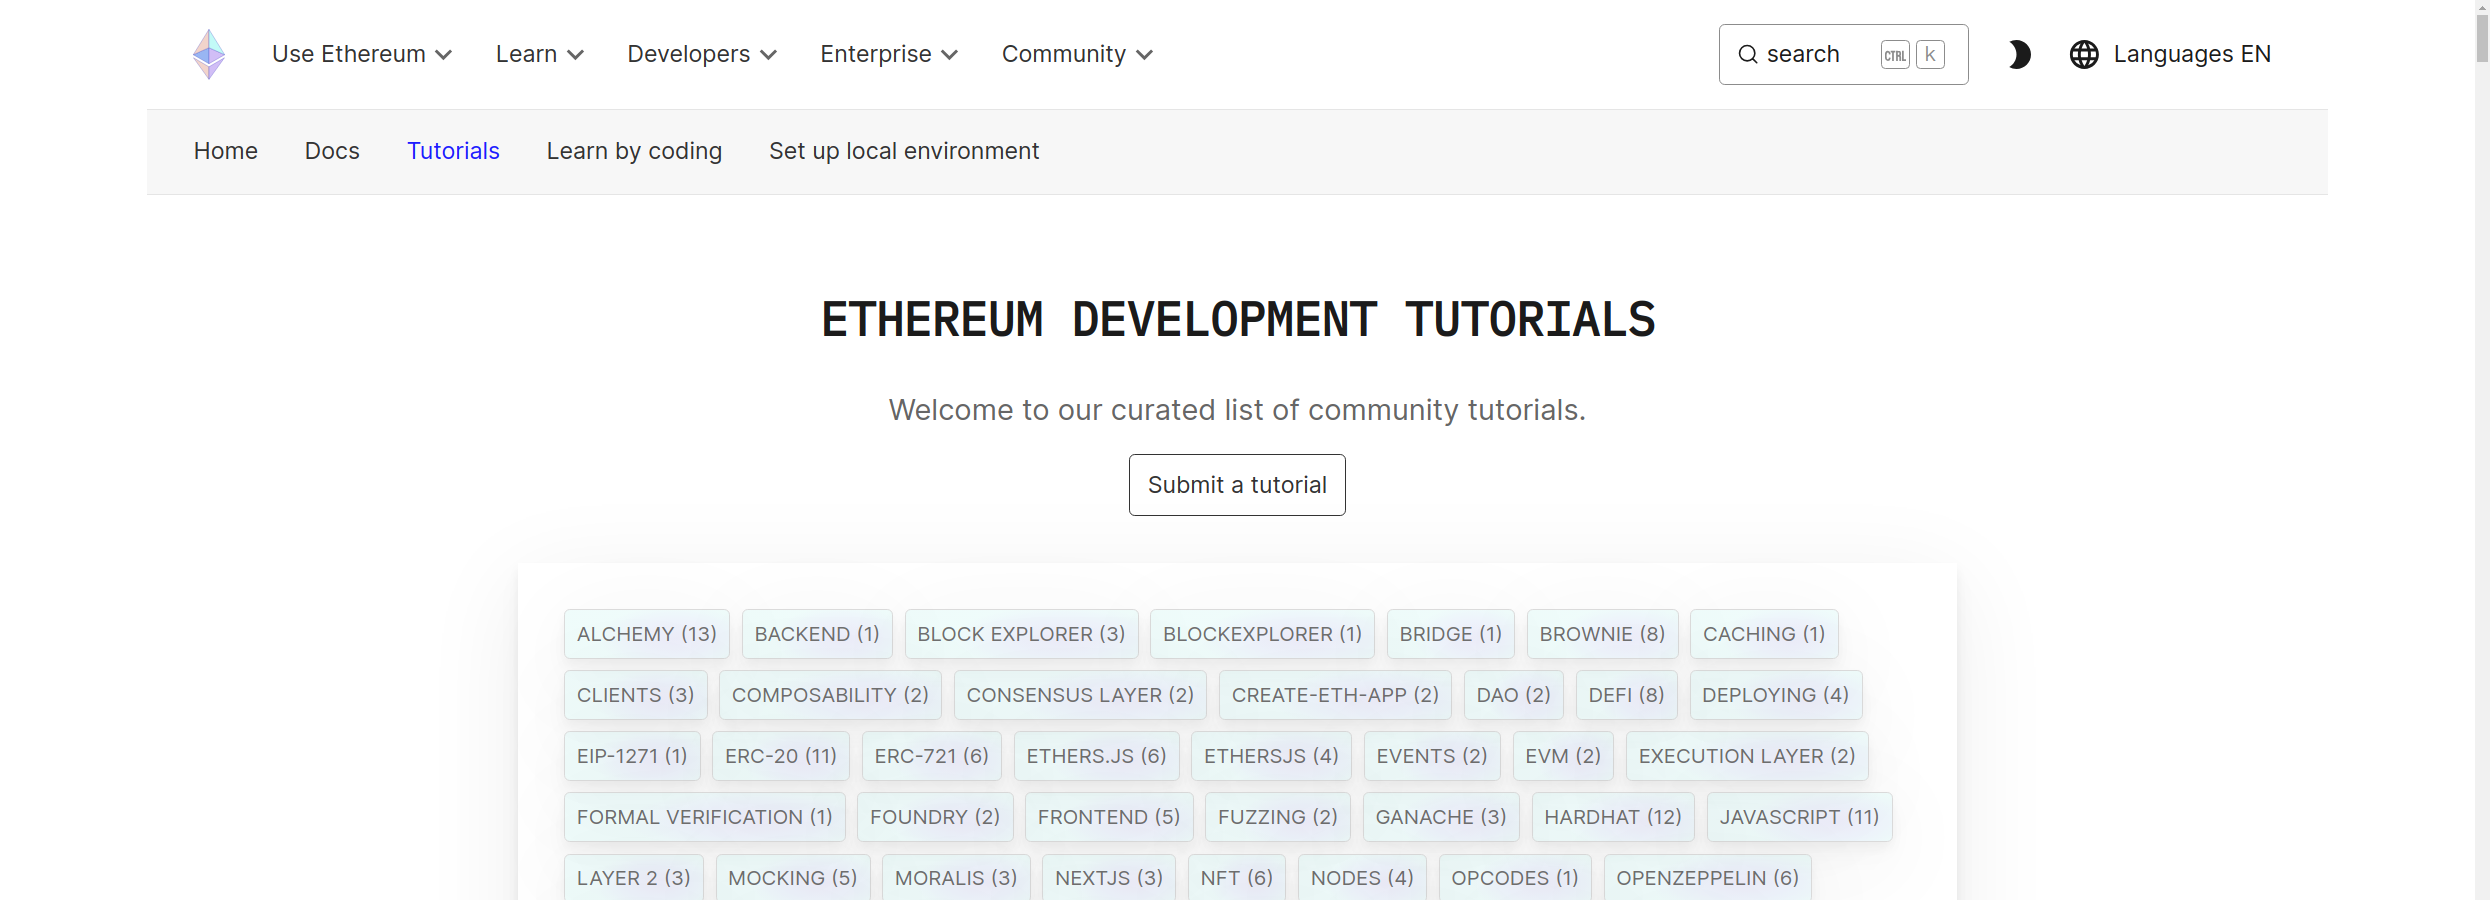 Use Ethereum Learn Developers Enterprise Community search CTRL k Languages EN
Home Docs Tutorials Learn by coding Set up local environment
ETHEREUM DEVELOPMENT TUTORIALS
Welcome to our curated list of community tutorials.
Submit a tutorial
ALCHEMY (13) BACKEND (1) BLOCK EXPLORER (3) BLOCKEXPLORER (1) BRIDGE (1) BROWNIE (8) CACHING (1)
CLIENTS (3) COMPOSABILITY (2) CONSENSUS LAYER (2) CREATE-ETH-APP (2) DAO (2) DEFI (8) DEPLOYING (4)
EIP-1271 (1) ERC-20 (11) ERC-721 (6) ETHERS.JS (6) ETHERSJS (4) EVENTS (2) EVM (2) EXECUTION LAYER (2)
FORMAL VERIFICATION (1) FOUNDRY (2) FRONTEND (5) FUZZING (2) GANACHE (3) HARDHAT (12) JAVASCRIPT (11)
LAYER 2 (3) MOCKING (5) MORALIS (3) NEXTJS (3) NFT (6) NODES (4) OPCODES (1) OPENZEPPELIN (6)